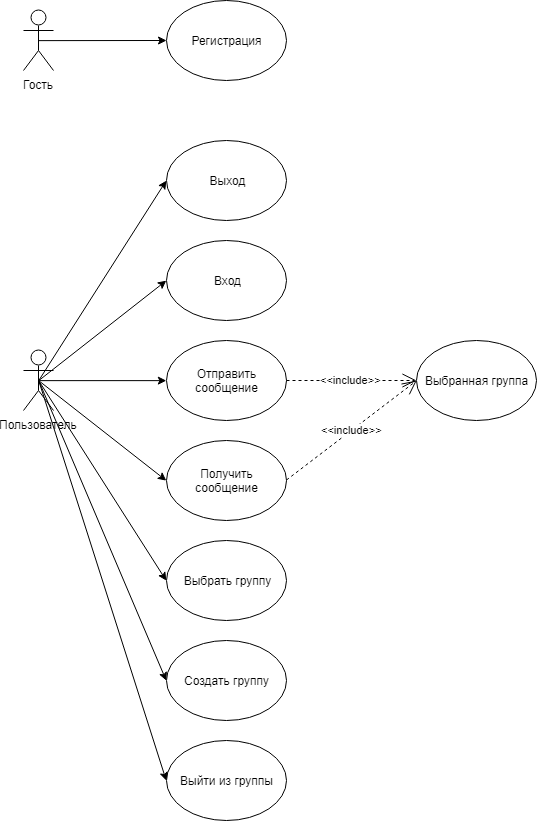 Регистрация
Гость
Выход
Вход
Отправить
сообщение
<<include>>
Выбранная группа
Пользователь
<<include>>
Получить
сообщение
Выбрать группу
Создать группу
Выйти из группы